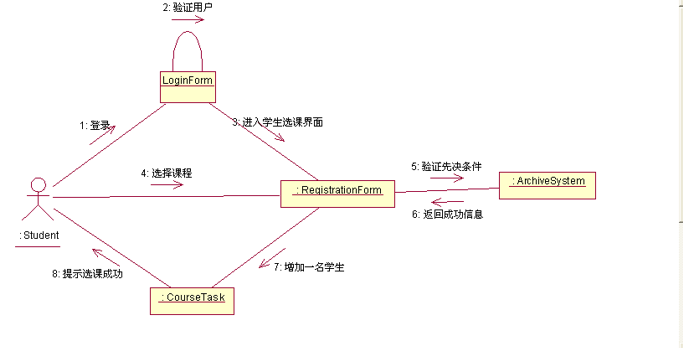 2: 验证用户
LoginForm
1: 登录
3: 进入学生选课界面
4: 选择课程
5: 验证先决条件
: RegistrationForm
: ArchiveSystem
6: 返回成功信息
: Student
8: 提示选课成功
7: 增加一名学生
: CourseTask